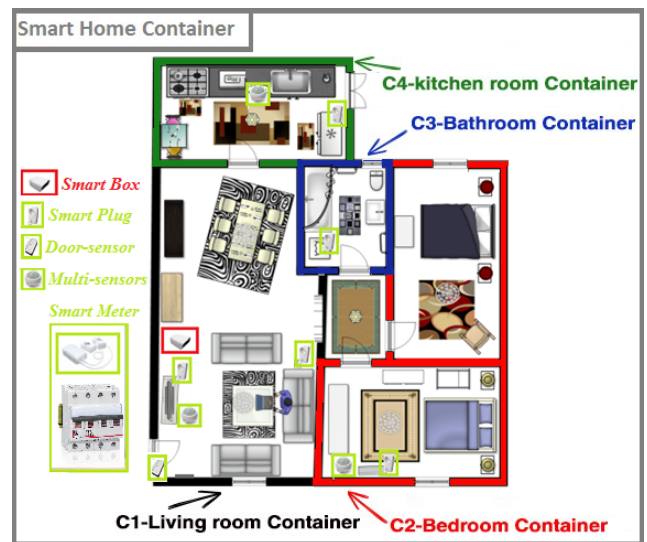 Smart Home Container
C4-kitchen room Container
C3-Bathroom Container
Smart Box
Smart Plug
Door-sensor
Multi-sensors
Smart Meter
C1-Living room Container
C2-Bedroom Container